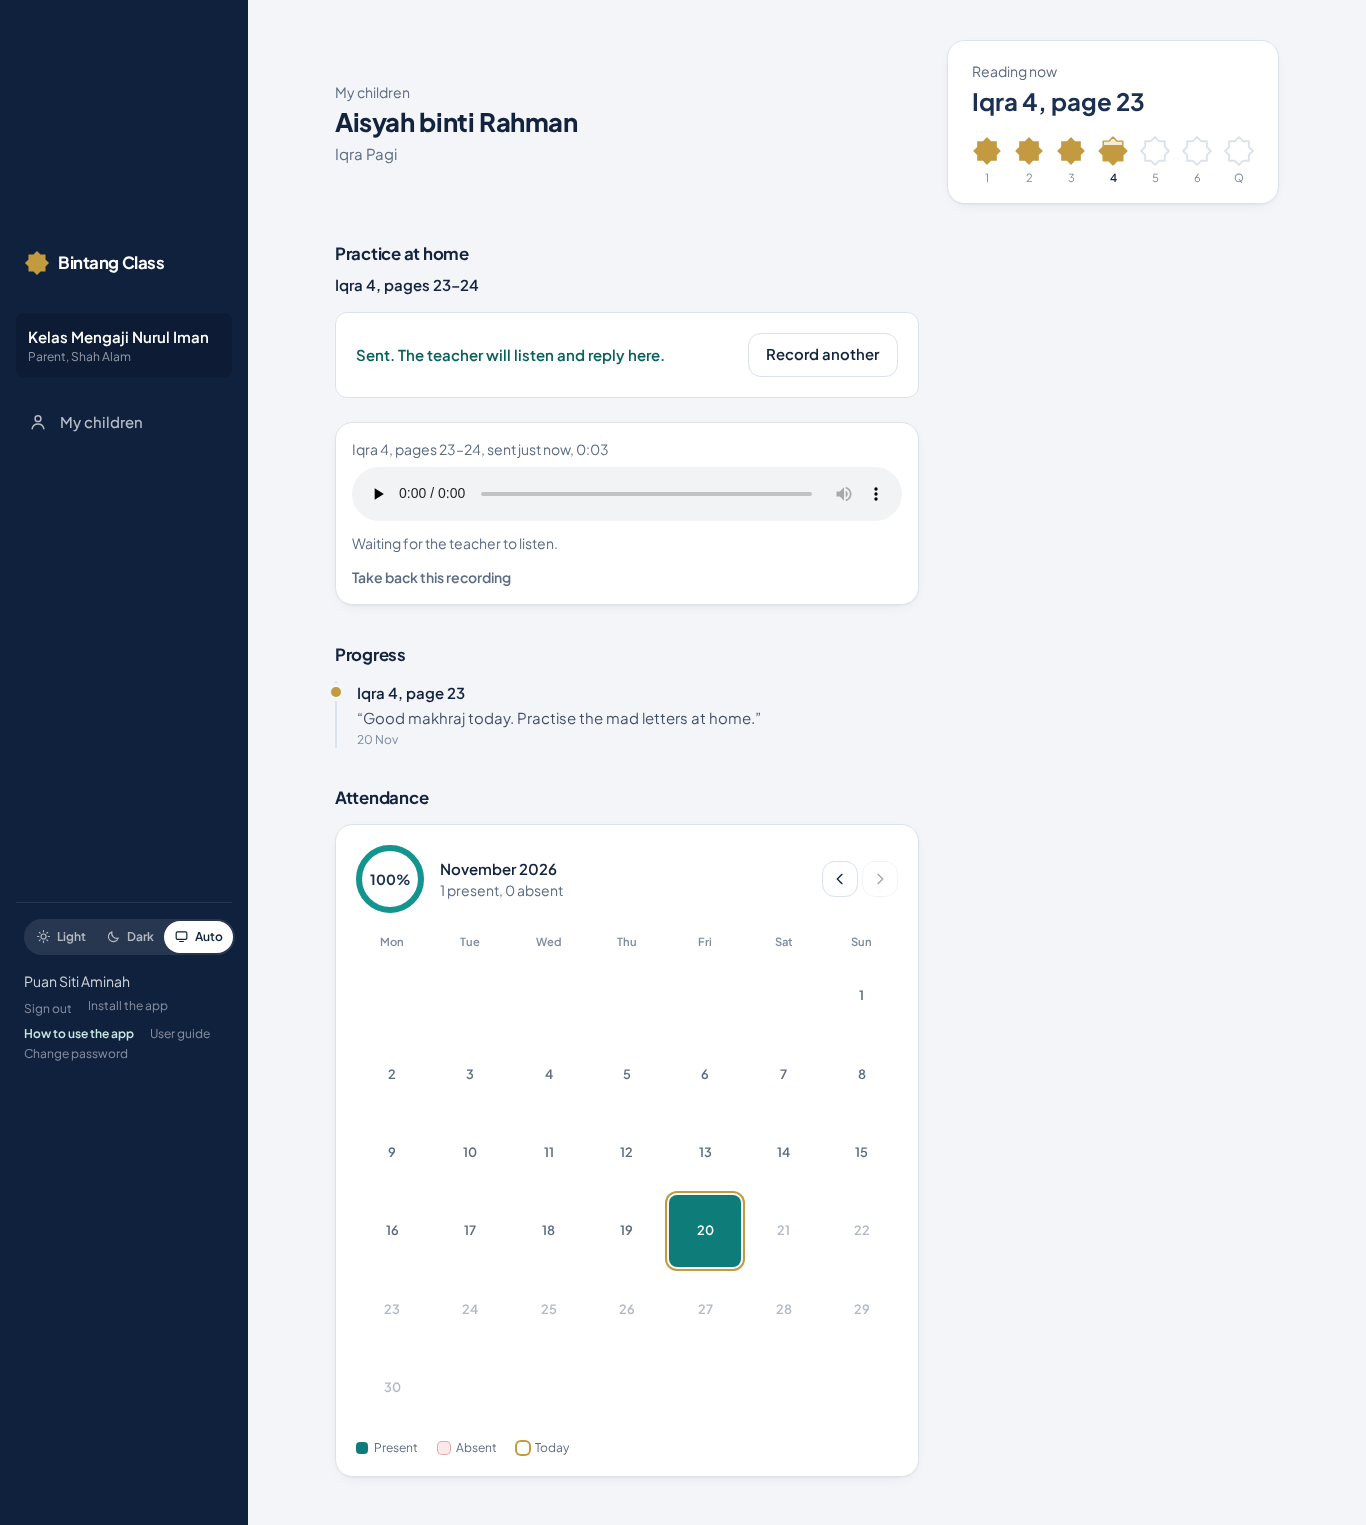 Bintang Class
Kelas Mengaji Nurul Iman
Parent, Shah Alam
My children
Light Dark Auto
Puan Siti Aminah
Sign out Install the app
How to use the app User guide
Change password
My children
Aisyah binti Rahman
Iqra Pagi
Reading now
Iqra 4, page 23
1 2 3 4 5 6 Q
Practice at home
Iqra 4, pages 23–24
Sent. The teacher will listen and reply here.
Record another
Iqra 4, pages 23–24, sent just now, 0:03
0:00 / 0:00
Waiting for the teacher to listen.
Take back this recording
Progress
Iqra 4, page 23
“Good makhraj today. Practise the mad letters at home.”
20 Nov
Attendance
100%
November 2026
1 present, 0 absent
Mon Tue Wed Thu Fri Sat Sun
1
2 3 4 5 6 7 8
9 10 11 12 13 14 15
16 17 18 19 20 21 22
23 24 25 26 27 28 29
30
Present Absent Today